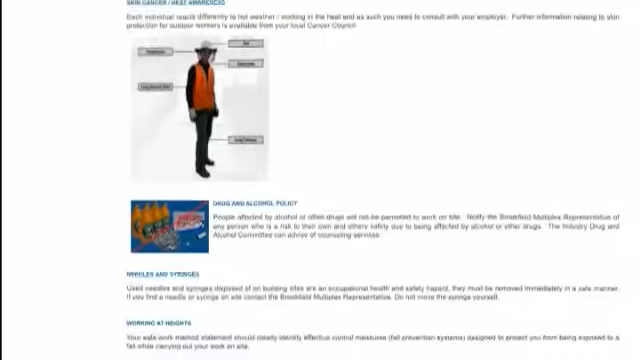 SKIN CANCER / HEAT AWARENESS
Each individual reacts differently to hot weather / working in the heat and as such you need to consult with your employer. Further information relating to skin
protection for outdoor workers is available from your local Cancer Council
Hat
Long Sleeved Shirt
Long Trousers
DRUG AND ALCOHOL POLICY
People affected by alcohol or other drugs will not be permitted to work on site. Notify the Brookfield Multiplex Representative of
any person who is a risk to their own and others safety due to being affected by alcohol or other drugs. The Industry Drug and
Alcohol Committee can advise of counseling services
NEEDLES AND SYRINGES
Used needles and syringes disposed of on building sites are an occupational health and safety hazard, they must be removed immediately in a safe manner.
If you find a needle or syringe on site contact the Brookfield Multiplex Representative. Do not move the syringe yourself.
WORKING AT HEIGHTS
Your safe work method statement should clearly identify effective control measures (fall prevention systems) designed to protect you from being exposed to a
fall while carrying out your work on site.